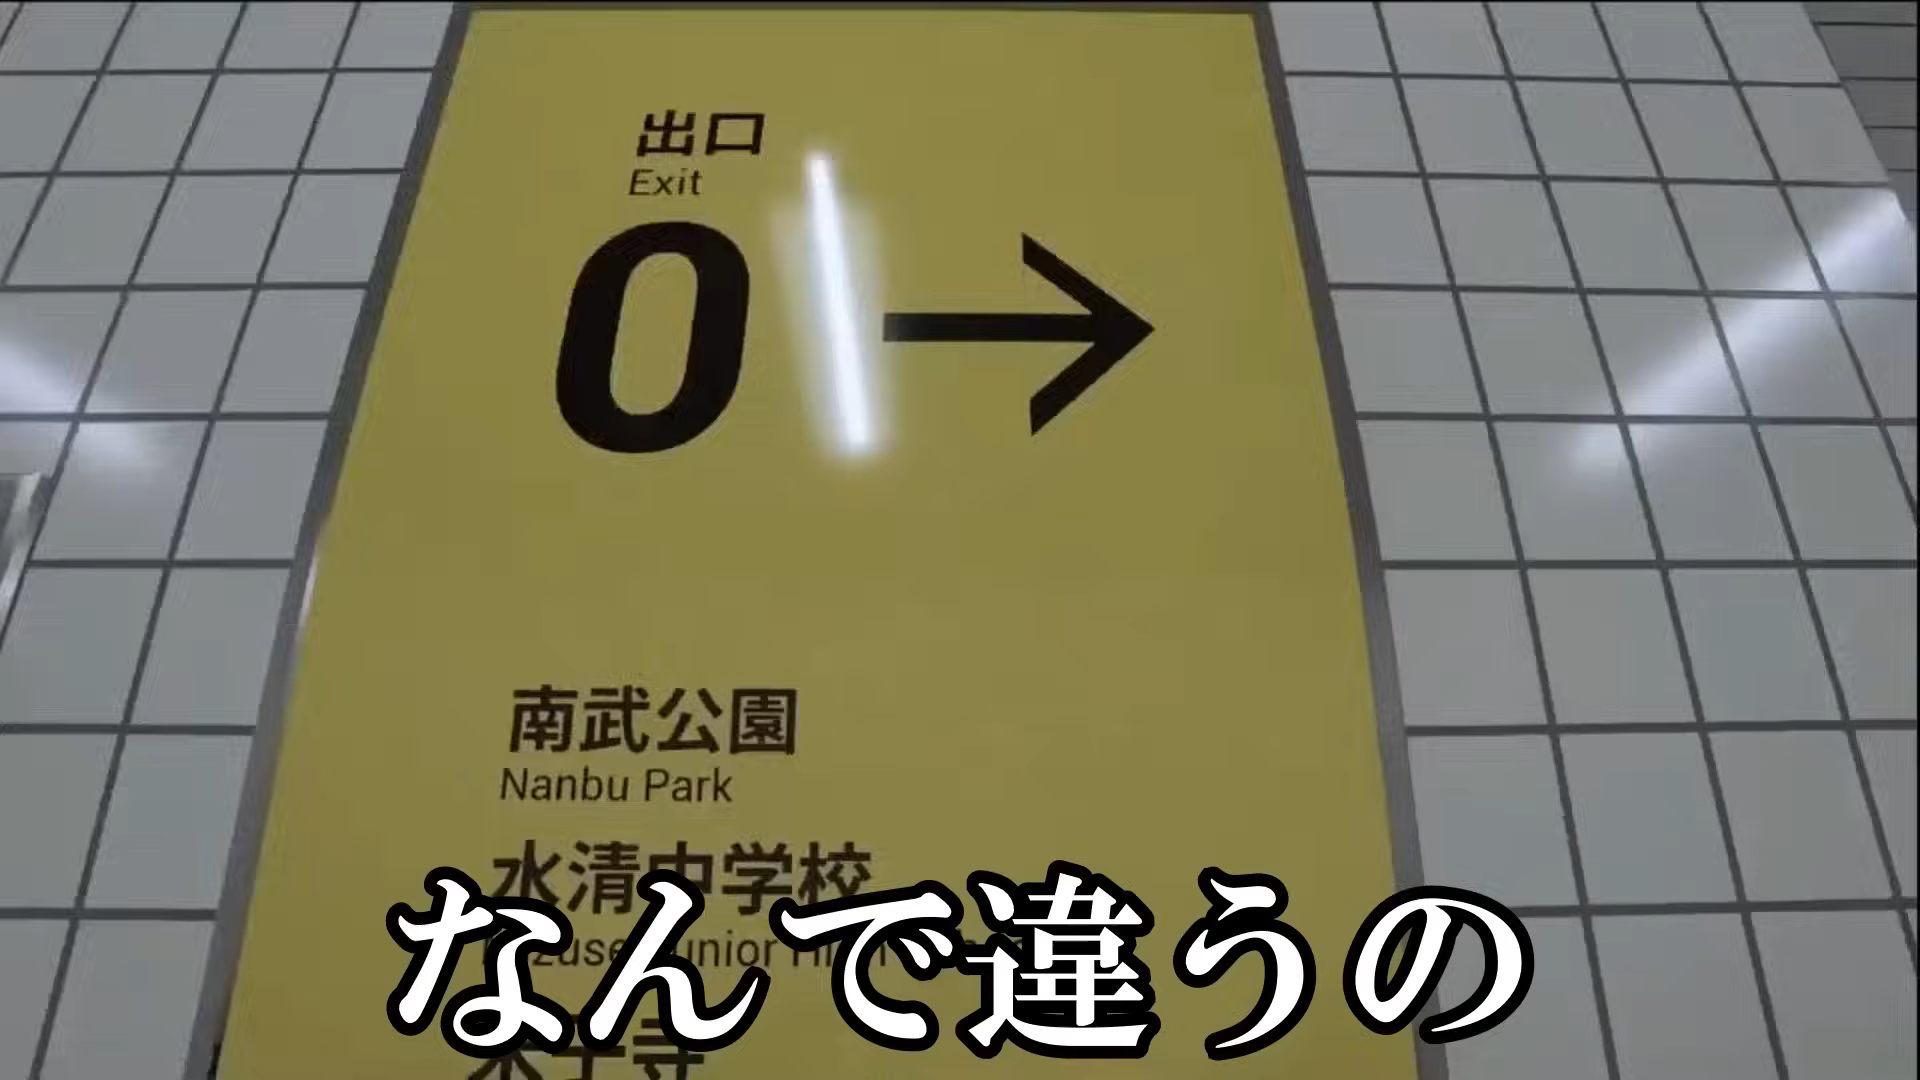 出口
Exit
0 →
南武公園
Nanbu Park
水清中学校
なんで違うの